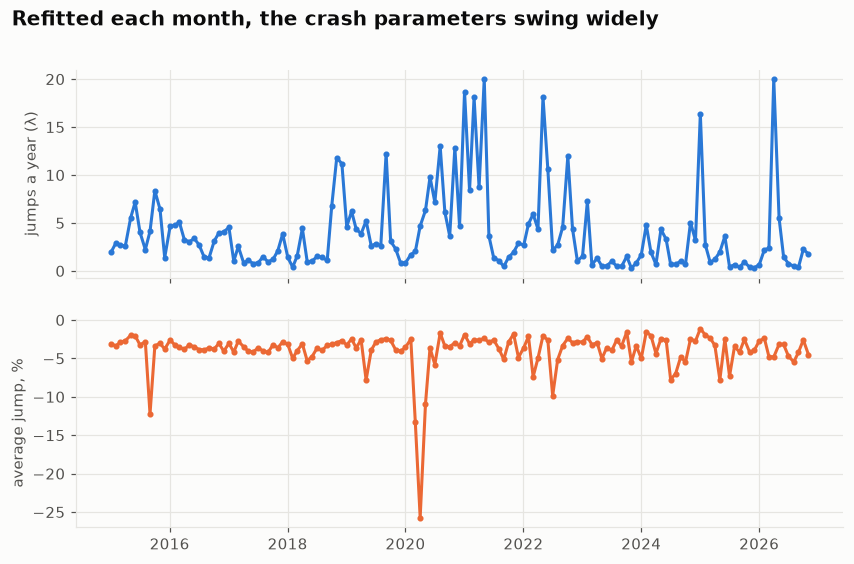 Refitted each month, the crash parameters swing widely
20
15
10
5
0
jumps a year (λ)
0
−5
−10
−15
−20
−25
average jump, %
2016 2018 2020 2022 2024 2026